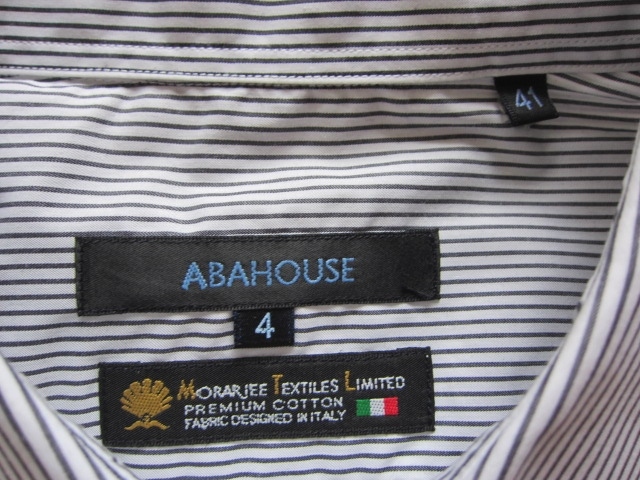 41
ABAHOUSE
4
MORARJEE TEXTILES LIMITED
PREMIUM COTTON
FABRIC DESIGNED IN ITALY